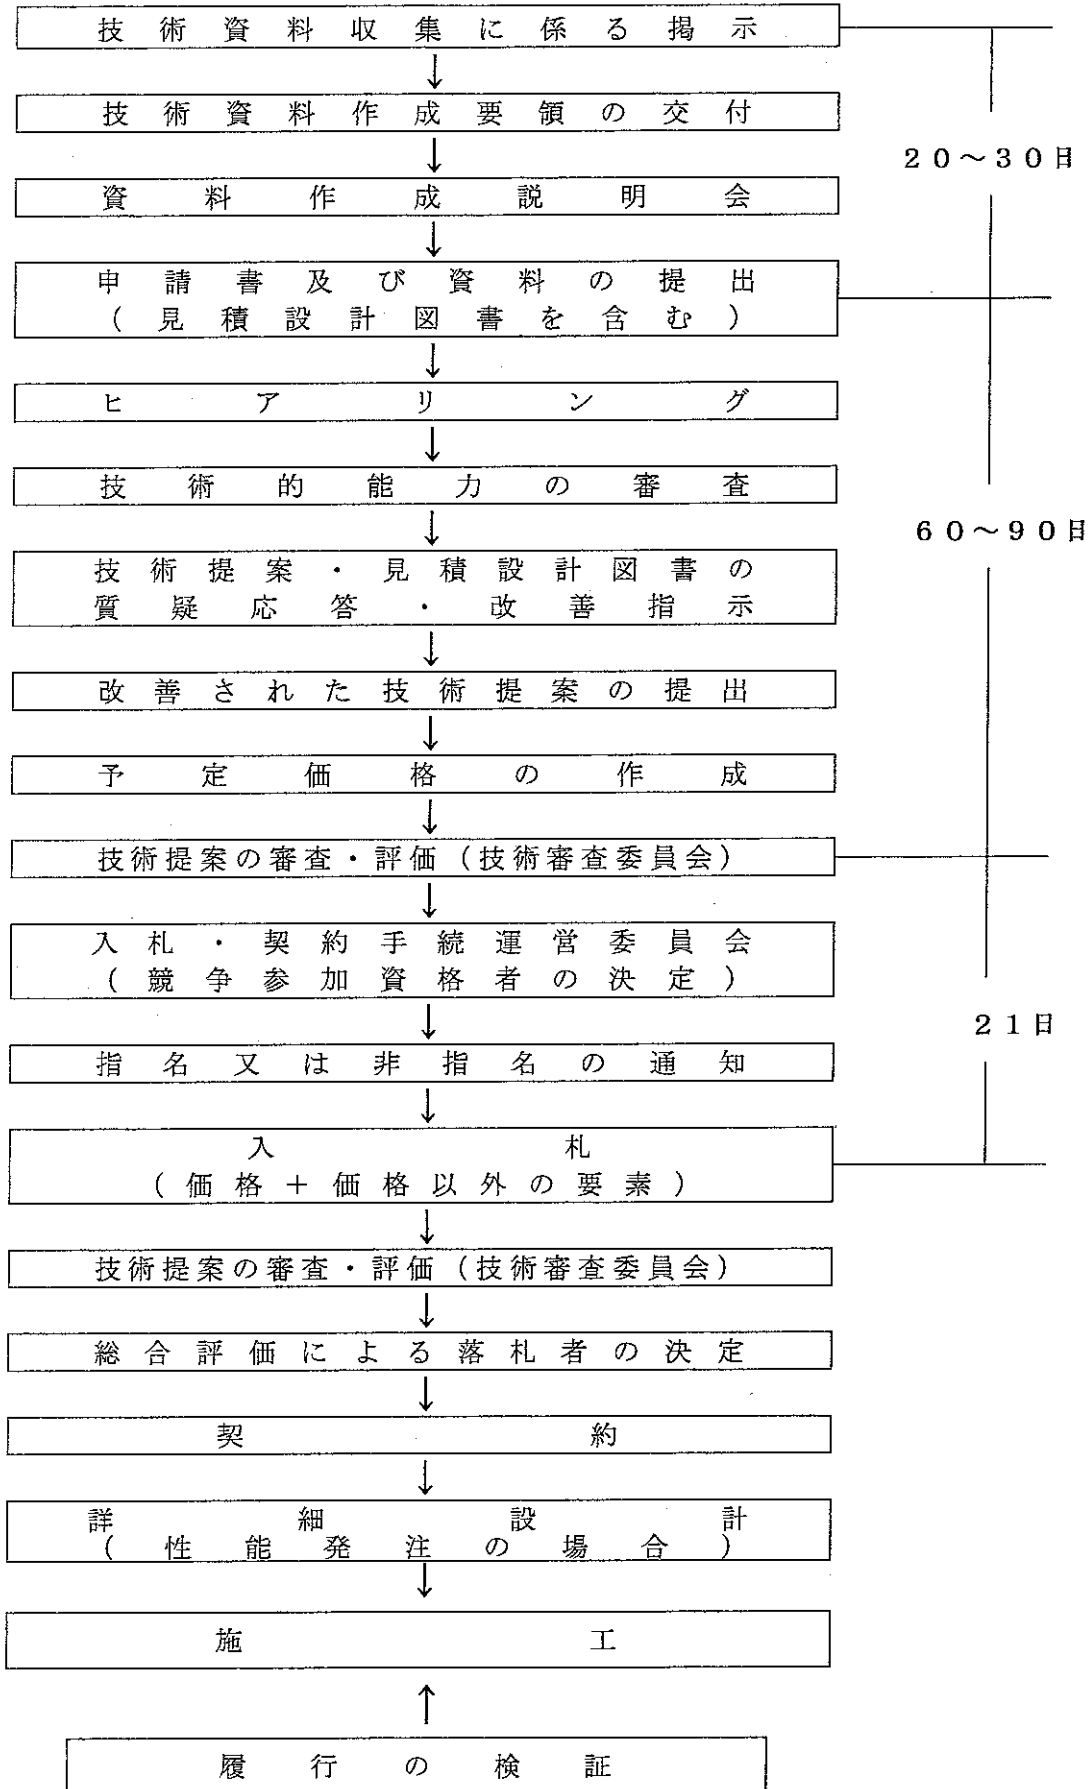 技術資料収集に係る掲示
技術資料作成要領の交付
20～30日
資料作成説明会
申請書及び資料の提出
(見積設計図書を含む)
ヒアリング
技術的能力の審査
60～90日
技術提案・見積設計図書の
質疑応答・改善指示
改善された技術提案の提出
予定価格の作成
技術提案の審査・評価(技術審査委員会)
入札・契約手続運営委員会
(競争参加資格者の決定)
21日
指名又は非指名の通知
入札
(価格+価格以外の要素)
技術提案の審査・評価(技術審査委員会)
総合評価による落札者の決定
契約
詳細設計
(性能発注の場合)
施工
履行の検証